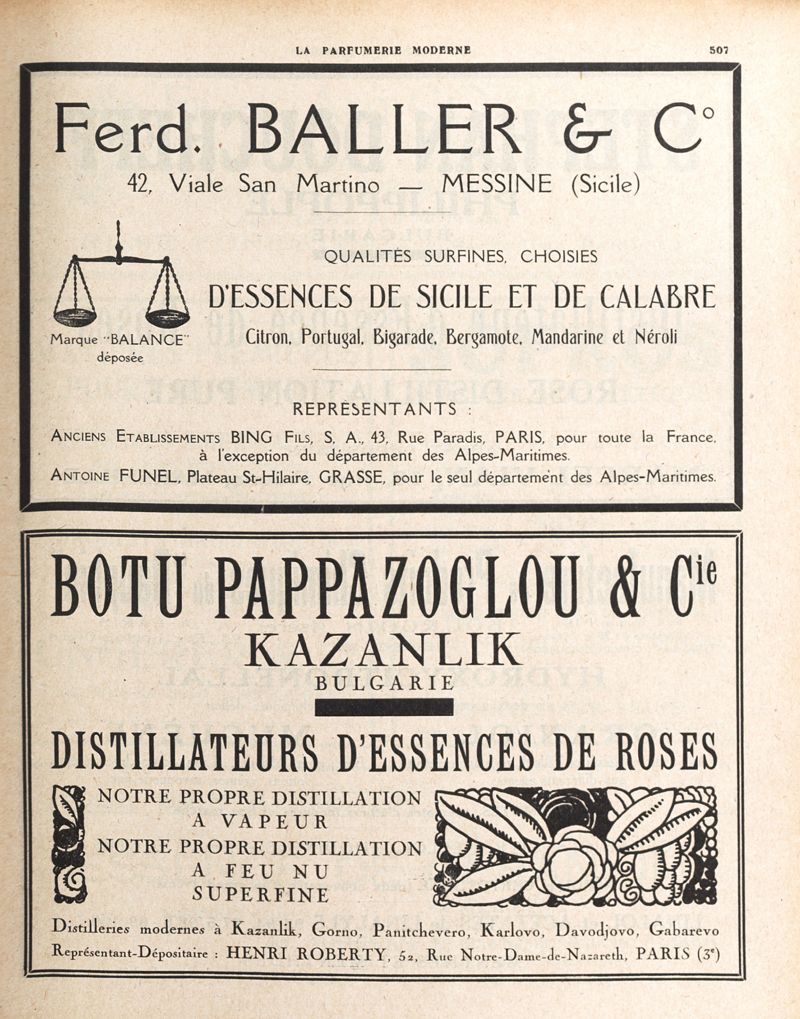 LA PARFUMERIE MODERNE
507
Ferd. BALLER & Cº
42, Viale San Martino — MESSINE (Sicile)
QUALITÉS SURFINES, CHOISIES
D'ESSENCES DE SICILE ET DE CALABRE
Citron, Portugal, Bigarade, Bergamote, Mandarine et Néroli
Marque "BALANCE"
déposée
REPRÉSENTANTS :
ANCIENS ETABLISSEMENTS BING FILS, S. A., 43, Rue Paradis, PARIS, pour toute la France,
à l'exception du département des Alpes-Maritimes.
ANTOINE FUNEL, Plateau St-Hilaire, GRASSE, pour le seul département des Alpes-Maritimes.
BOTU PAPPAZOGLOU & Cie
KAZANLIK
BULGARIE
DISTILLATEURS D'ESSENCES DE ROSES
NOTRE PROPRE DISTILLATION
A VAPEUR
NOTRE PROPRE DISTILLATION
A FEU NU
SUPERFINE
Distilleries modernes à Kazanlik, Gorno, Panitchevero, Karlovo, Davodjovo, Gabarevo
Représentant-Dépositaire : HENRI ROBERTY, 52, Rue Notre-Dame-de-Nazareth, PARIS (3e)